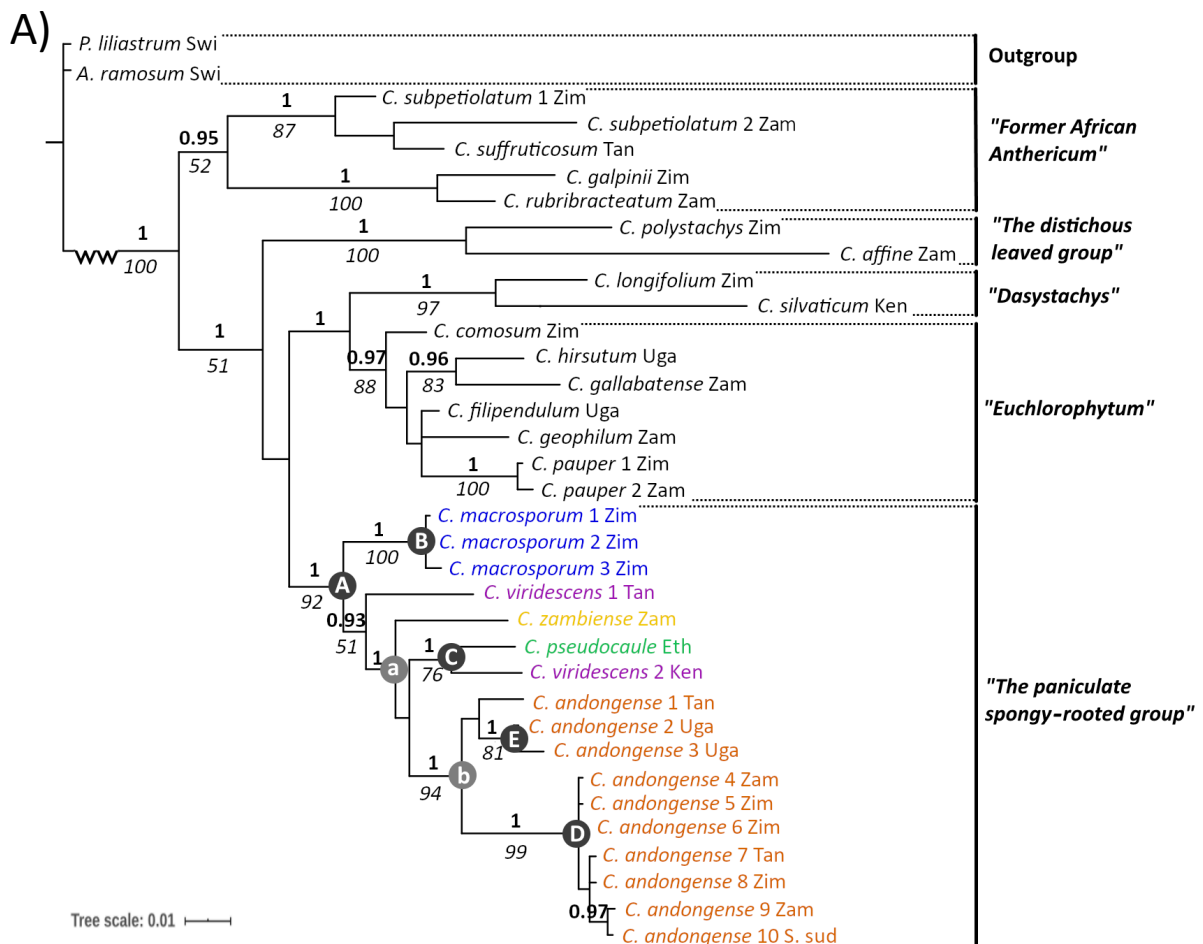 A)
P. liliastrum Swi
Outgroup
A. ramosum Swi
C. subpetiolatum 1 Zim
1
87
C. subpetiolatum 2 Zam
"Former African
Anthericum"
0.95
52
C. suffruticosum Tan
C. galpinii Zim
1
100
C. rubribracteatum Zam
C. polystachys Zim
"The distichous
leaved group"
1
100
1
100
C. affine Zam
C. longifolium Zim
1
97
"Dasystachys"
C. silvaticum Ken
1
1
51
C. comosum Zim
0.97
88
0.96
83
C. hirsutum Uga
C. gallabatense Zam
C. filipendulum Uga
"Euchlorophytum"
C. geophilum Zam
C. pauper 1 Zim
1
100
C. pauper 2 Zam
C. macrosporum 1 Zim
1
100
B
C. macrosporum 2 Zim
C. macrosporum 3 Zim
1
92
A
C. viridescens 1 Tan
0.93
51
C. zambiense Zam
C. pseudocaule Eth
1
a
1
76
C
C. viridescens 2 Ken
"The paniculate
spongy-rooted group"
C. andongense 1 Tan
C. andongense 2 Uga
1
81
E
C. andongense 3 Uga
1
94
b
C. andongense 4 Zam
C. andongense 5 Zim
1
99
D
C. andongense 6 Zim
C. andongense 7 Tan
C. andongense 8 Zim
0.97
C. andongense 9 Zam
C. andongense 10 S. sud
Tree scale: 0.01